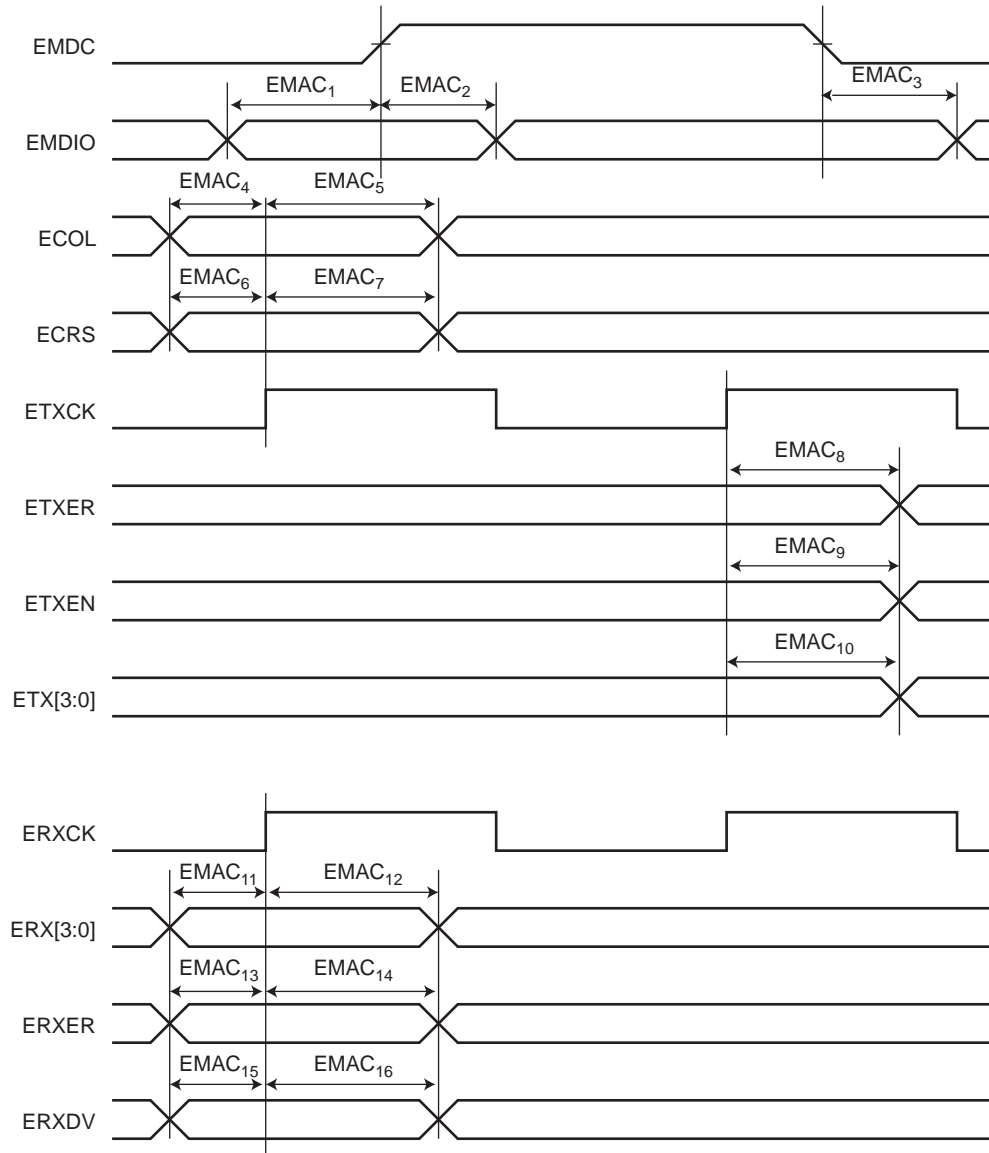 EMDC
EMAC₁ EMAC₂ EMAC₃
EMDIO
EMAC₄ EMAC₅
ECOL
EMAC₆ EMAC₇
ECRS
ETXCK
EMAC₈
ETXER
EMAC₉
ETXEN
EMAC₁₀
ETX[3:0]
ERXCK
EMAC₁₁ EMAC₁₂
ERX[3:0]
EMAC₁₃ EMAC₁₄
ERXER
EMAC₁₅ EMAC₁₆
ERXDV